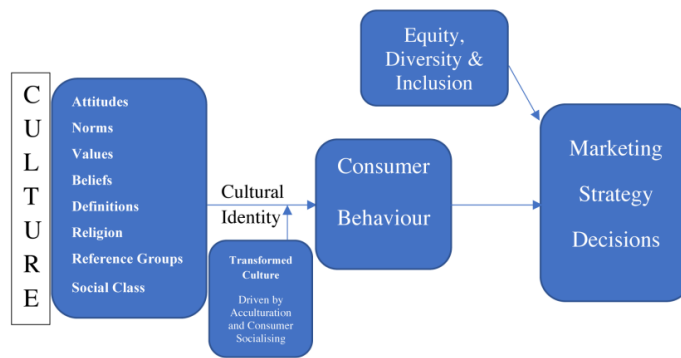 CULTURE
Attitudes
Norms
Values
Beliefs
Definitions
Religion
Reference Groups
Social Class
Cultural
Identity
Transformed
Culture
Driven by
Acculturation
and Consumer
Socialising
Consumer
Behaviour
Equity,
Diversity &
Inclusion
Marketing
Strategy
Decisions